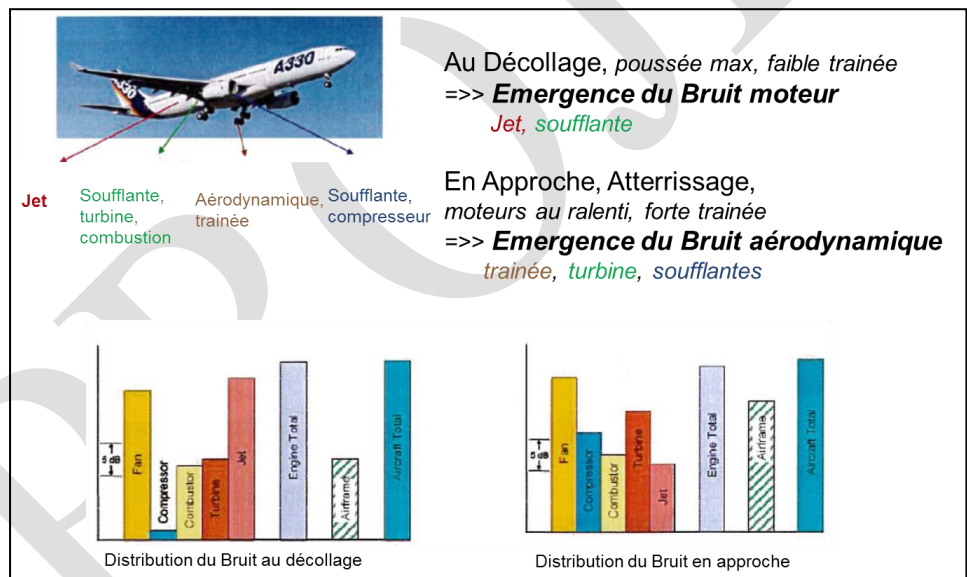 A330
Au Décollage, poussée max, faible trainée
=>> Emergence du Bruit moteur
Jet, soufflante
En Approche, Atterrissage,
moteurs au ralenti, forte trainée
=>> Emergence du Bruit aérodynamique
trainée, turbine, soufflantes
Jet
Soufflante,
turbine,
combustion
Aérodynamique,
trainée
Soufflante,
compresseur
5 dB
Fan
Compressor
Combustor
Turbine
Jet
Engine Total
Airframe
Aircraft Total
Distribution du Bruit au décollage
5 dB
Fan
Compressor
Combustor
Turbine
Jet
Engine Total
Airframe
Aircraft Total
Distribution du Bruit en approche